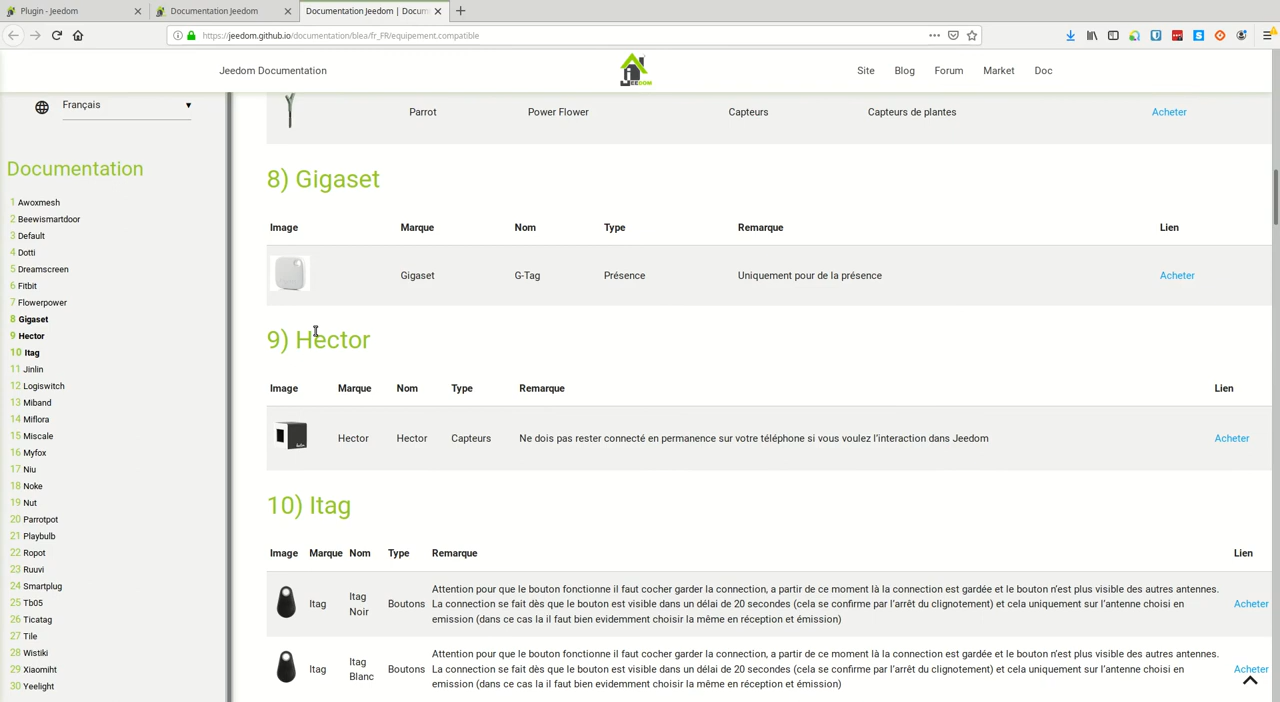 Plugin - Jeedom
Documentation Jeedom
Documentation Jeedom | Docum
https://jeedom.github.io/documentation/blea/fr_FR/equipement.compatible
Jeedom Documentation
JEEDOM
Site Blog Forum Market Doc
Français
Documentation
1 Awoxmesh
2 Beewismartdoor
3 Default
4 Dotti
5 Dreamscreen
6 Fitbit
7 Flowerpower
8 Gigaset
9 Hector
10 Itag
11 Jinlin
12 Logiswitch
13 Miband
14 Miflora
15 Miscale
16 Myfox
17 Niu
18 Noke
19 Nut
20 Parrotpot
21 Playbulb
22 Ropot
23 Ruuvi
24 Smartplug
25 Tb05
26 Ticatag
27 Tile
28 Wistiki
29 Xiaomiht
30 Yeelight
Parrot Power Flower Capteurs Capteurs de plantes Acheter
8) Gigaset
Image Marque Nom Type Remarque Lien
Gigaset G-Tag Présence Uniquement pour de la présence Acheter
9) Hector
Image Marque Nom Type Remarque Lien
Hector Hector Capteurs Ne dois pas rester connecté en permanence sur votre téléphone si vous voulez l'interaction dans Jeedom Acheter
10) Itag
Image Marque Nom Type Remarque Lien
Itag Itag Noir Boutons Attention pour que le bouton fonctionne il faut cocher garder la connection, a partir de ce moment là la connection est gardée et le bouton n'est plus visible des autres antennes.
La connection se fait dès que le bouton est visible dans un délai de 20 secondes (cela se confirme par l'arrêt du clignotement) et cela uniquement sur l'antenne choisi en
emission (dans ce cas la il faut bien evidemment choisir la même en réception et émission) Acheter
Itag Itag Blanc Boutons Attention pour que le bouton fonctionne il faut cocher garder la connection, a partir de ce moment là la connection est gardée et le bouton n'est plus visible des autres antennes.
La connection se fait dès que le bouton est visible dans un délai de 20 secondes (cela se confirme par l'arrêt du clignotement) et cela uniquement sur l'antenne choisi en
emission (dans ce cas la il faut bien evidemment choisir la même en réception et émission) Acheter